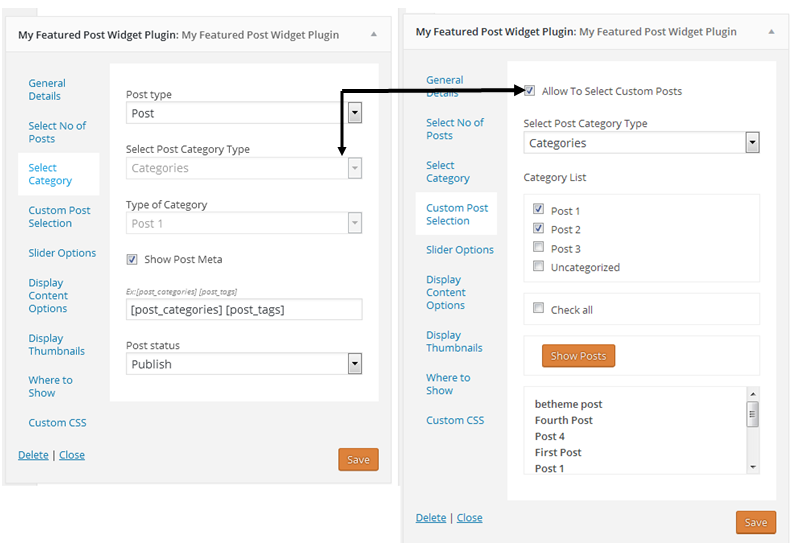 My Featured Post Widget Plugin: My Featured Post Widget Plugin
General
Details
Select No of
Posts
Select
Category
Custom Post
Selection
Slider Options
Display
Content
Options
Display
Thumbnails
Where to
Show
Custom CSS
Post type
Post
Select Post Category Type
Categories
Type of Category
Post 1
Show Post Meta
Ex:[post_categories] [post_tags]
[post_categories] [post_tags]
Post status
Publish
Delete | Close
Save
My Featured Post Widget Plugin: My Featured Post Widget Plugin
General
Details
Select No of
Posts
Select
Category
Custom Post
Selection
Slider Options
Display
Content
Options
Display
Thumbnails
Where to
Show
Custom CSS
Allow To Select Custom Posts
Select Post Category Type
Categories
Category List
Post 1
Post 2
Post 3
Uncategorized
Check all
Show Posts
betheme post
Fourth Post
Post 4
First Post
Post 1
Delete | Close
Save